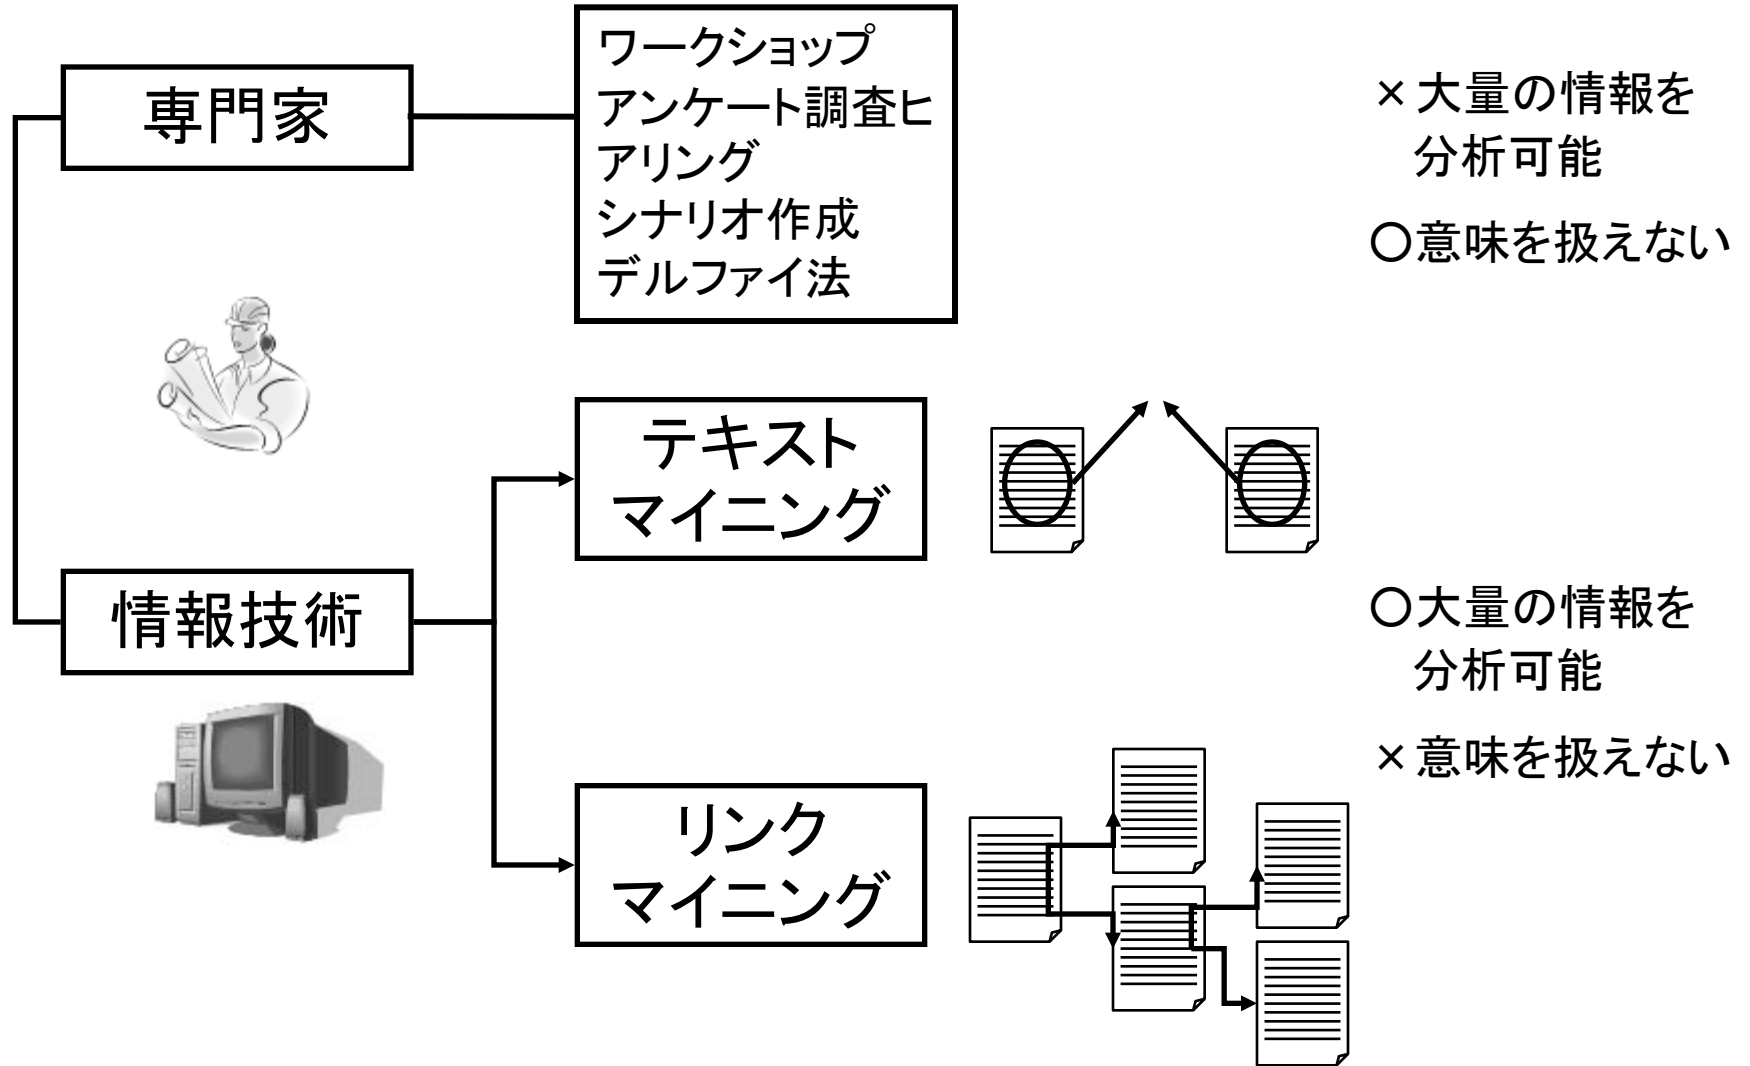 専門家
ワークショップ
アンケート調査ヒ
アリング
シナリオ作成
デルファイ法
×大量の情報を
分析可能
○意味を扱えない
テキスト
マイニング
情報技術
○大量の情報を
分析可能
×意味を扱えない
リンク
マイニング